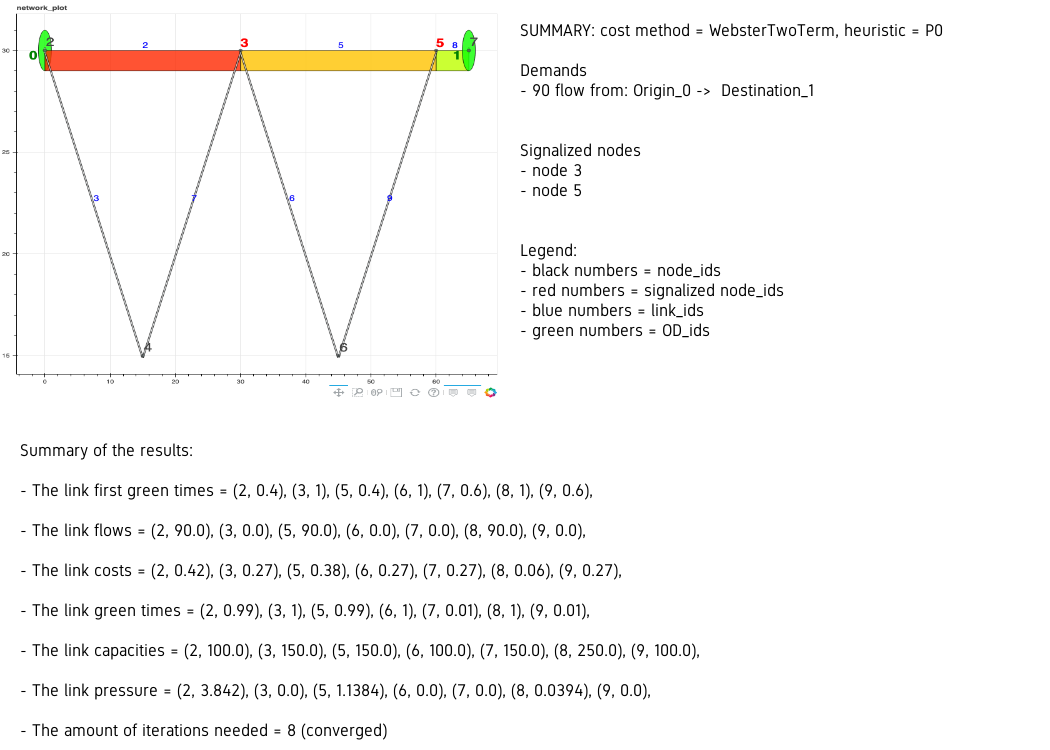 network_plot
SUMMARY: cost method = WebsterTwoTerm, heuristic = P0
Demands
- 90 flow from: Origin_0 -> Destination_1
Signalized nodes
- node 3
- node 5
Legend:
- black numbers = node_ids
- red numbers = signalized node_ids
- blue numbers = link_ids
- green numbers = OD_ids
2 2 3 5 5 8 7
0 1
30
25
3 7 6 9
20
4 6
15
0 10 20 30 40 50 60
Summary of the results:
- The link first green times = (2, 0.4), (3, 1), (5, 0.4), (6, 1), (7, 0.6), (8, 1), (9, 0.6),
- The link flows = (2, 90.0), (3, 0.0), (5, 90.0), (6, 0.0), (7, 0.0), (8, 90.0), (9, 0.0),
- The link costs = (2, 0.42), (3, 0.27), (5, 0.38), (6, 0.27), (7, 0.27), (8, 0.06), (9, 0.27),
- The link green times = (2, 0.99), (3, 1), (5, 0.99), (6, 1), (7, 0.01), (8, 1), (9, 0.01),
- The link capacities = (2, 100.0), (3, 150.0), (5, 150.0), (6, 100.0), (7, 150.0), (8, 250.0), (9, 100.0),
- The link pressure = (2, 3.842), (3, 0.0), (5, 1.1384), (6, 0.0), (7, 0.0), (8, 0.0394), (9, 0.0),
- The amount of iterations needed = 8 (converged)